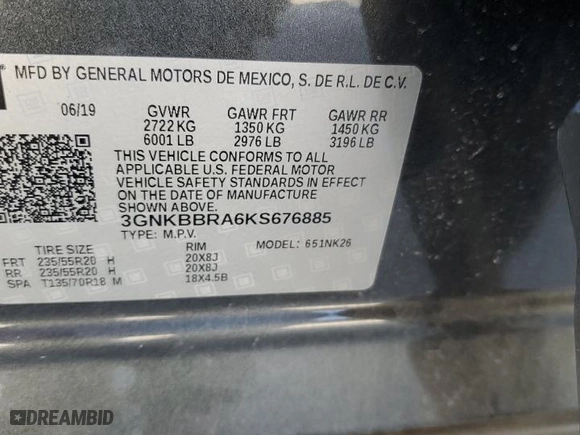 ® MFD BY GENERAL MOTORS DE MEXICO, S. DE R.L. DE C.V.
06/19 GVWR GAWR FRT GAWR RR
2722 KG 1350 KG 1450 KG
6001 LB 2976 LB 3196 LB
THIS VEHICLE CONFORMS TO ALL
APPLICABLE U.S. FEDERAL MOTOR
VEHICLE SAFETY STANDARDS IN EFFECT
ON THE DATE OF MANUFACTURE
SHOWN ABOVE.
3GNKBBRA6KS676885
TYPE: M.P.V. MODEL: 651NK26
TIRE SIZE RIM
FRT 235/55R20 H 20X8J
RR 235/55R20 H 20X8J
SPA T135/70R18 M 18X4.5B
DREAMBID